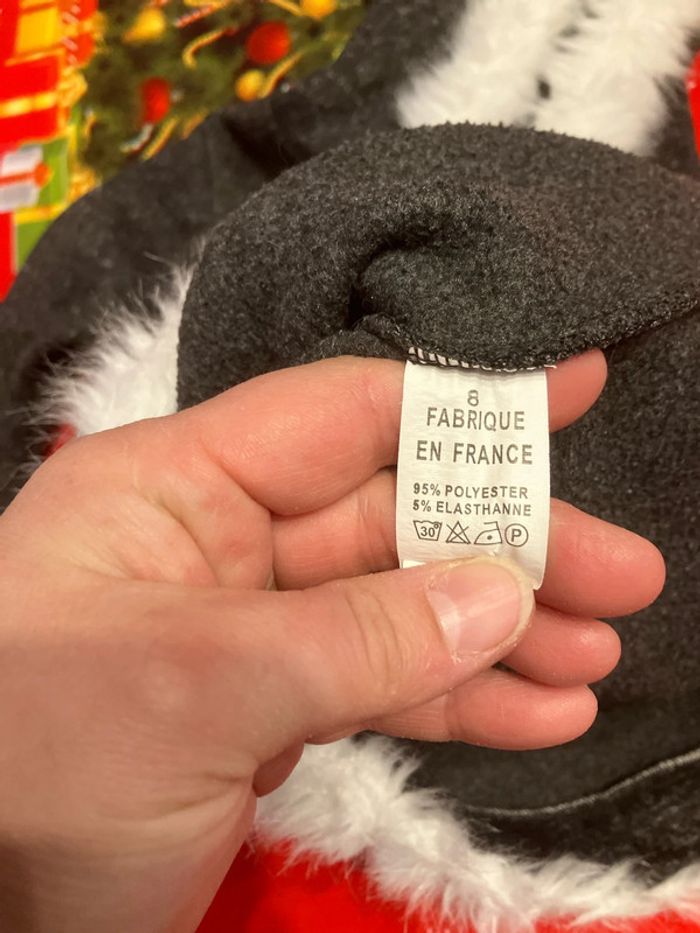 8
FABRIQUE
EN FRANCE
95% POLYESTER
5% ELASTHANNE
30° P